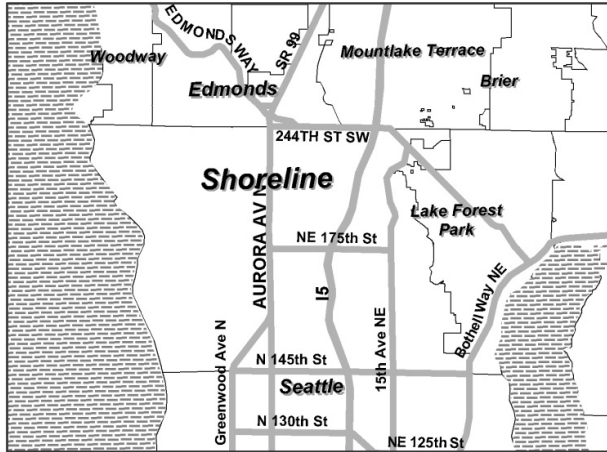 EDMONDS WAY
SR 99
Mountlake Terrace
Woodway
Brier
Edmonds
244TH ST SW
Shoreline
AURORA AV N
Lake Forest
Park
NE 175th St
I5
Bothell Way NE
Greenwood Ave N
15th Ave NE
N 145th St
Seattle
N 130th St
NE 125th St